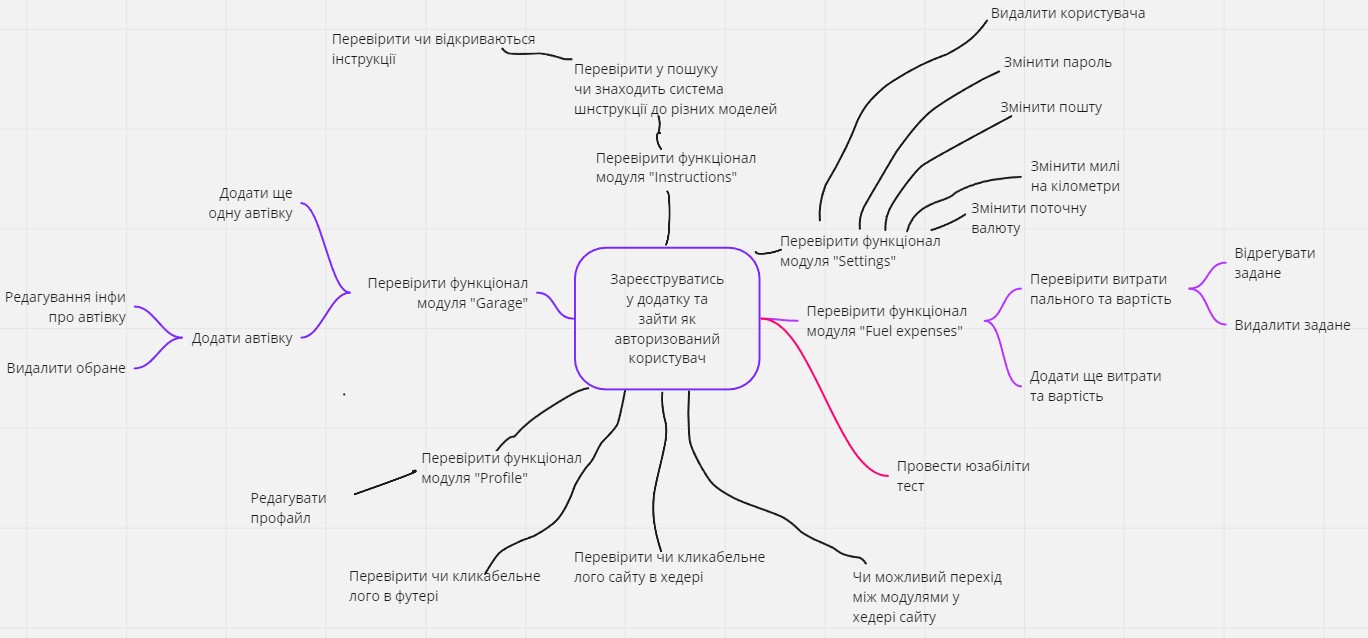 Видалити користувача
Перевірити чи відкриваються
інструкції
Змінити пароль
Перевірити у пошуку
чи знаходить система
шнструкції до різних моделей
Змінити пошту
Перевірити функціонал
модуля "Instructions"
Змінити милі
на кілометри
Додати ще
одну автівку
Змінити поточну
валюту
Перевірити функціонал
модуля "Settings"
Відрегувати
задане
Перевірити функціонал
модуля "Garage"
Зареєструватись
у додатку та
зайти як
авторизований
користувач
Перевірити витрати
пального та вартість
Редагування інфи
про автівку
Перевірити функціонал
модуля "Fuel expenses"
Видалити задане
Додати автівку
Видалити обране
Додати ще витрати
та вартість
Перевірити функціонал
модуля "Profile"
Провести юзабіліти
тест
Редагувати
профайл
Перевірити чи кликабельне
лого в футері
Перевірити чи кликабельне
лого сайту в хедері
Чи можливий перехід
між модулями у
хедері сайту